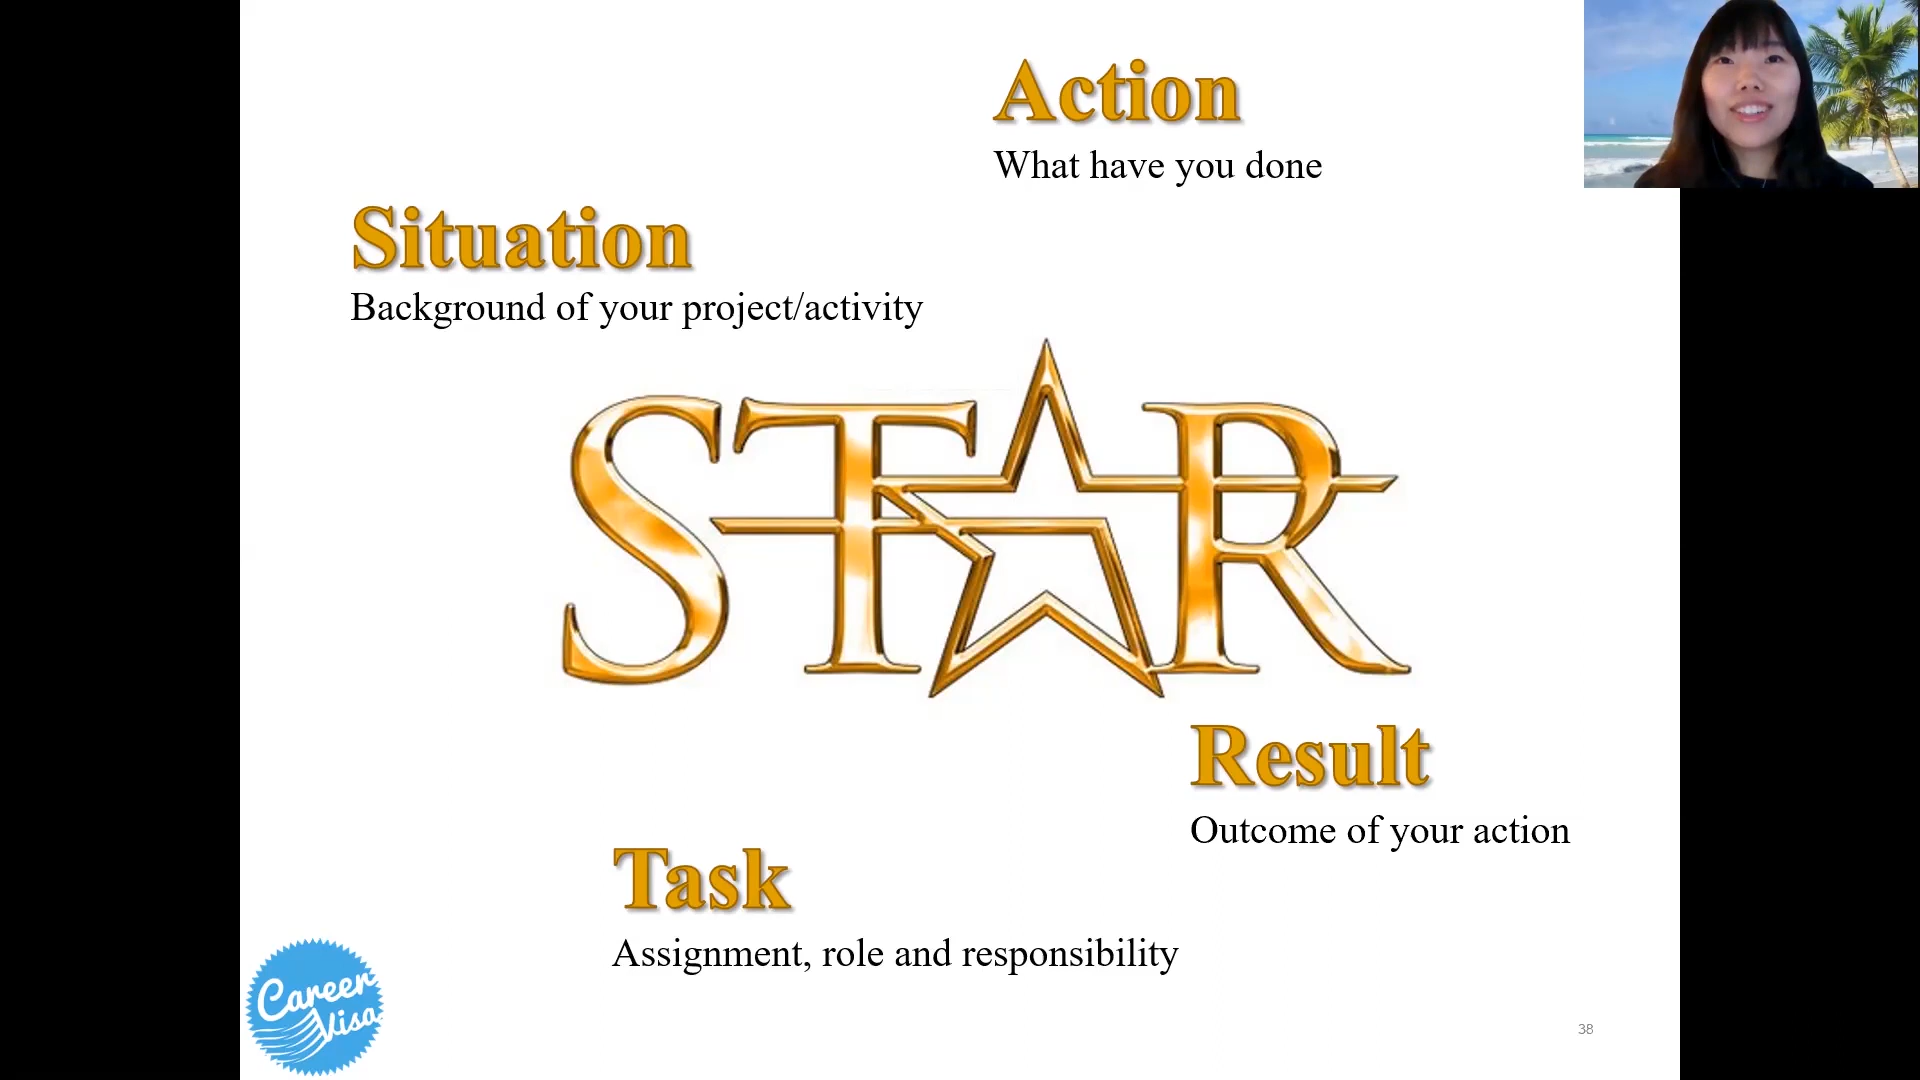 Action
What have you done
Situation
Background of your project/activity
STAR
Result
Outcome of your action
Task
Assignment, role and responsibility
Career
Visa
38